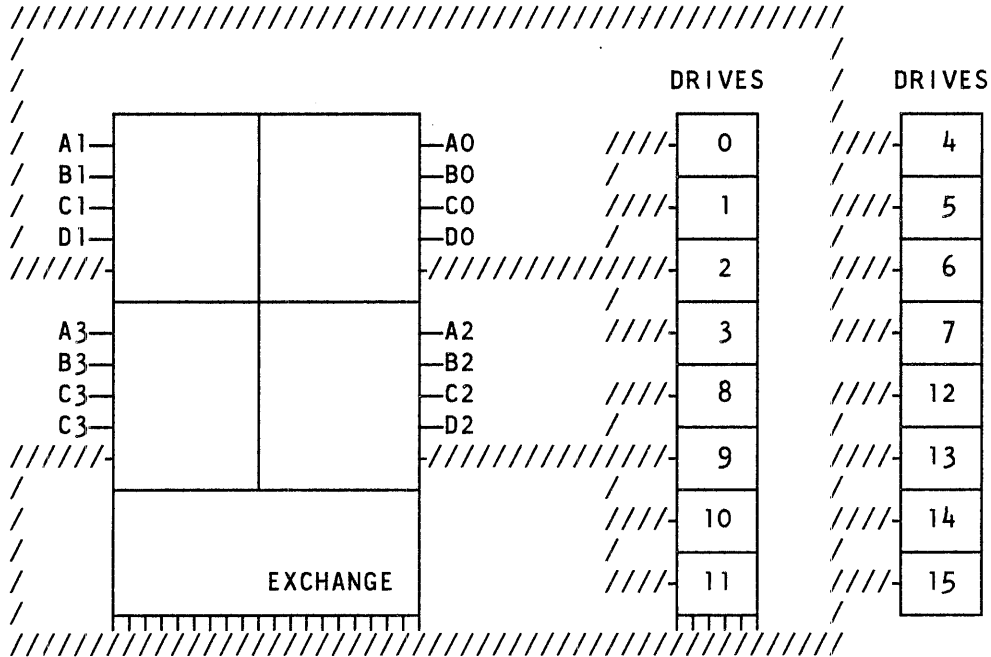 DRIVES DRIVES
A1 A0 0 4
B1 B0
C1 C0 1 5
D1 D0
2 6
A3 A2 3 7
B3 B2
C3 C2 8 12
C3 D2
9 13
10 14
EXCHANGE 11 15